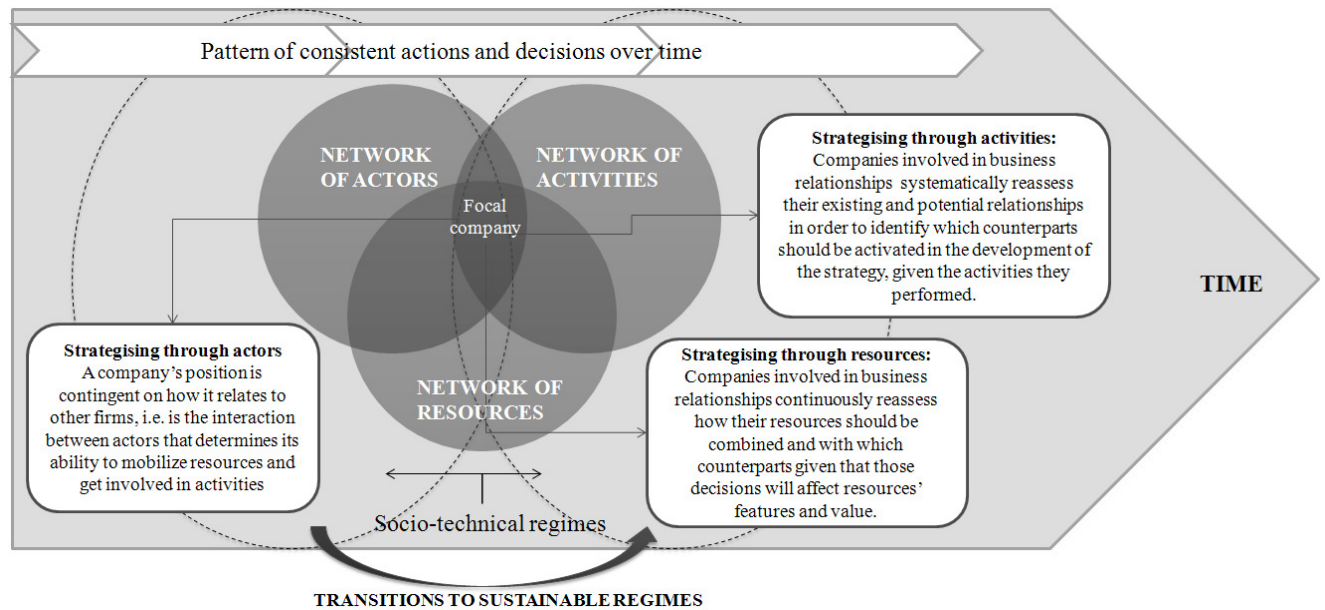 Pattern of consistent actions and decisions over time
NETWORK
OF ACTORS
NETWORK OF
ACTIVITIES
Focal
company
NETWORK OF
RESOURCES
Strategising through activities:
Companies involved in business
relationships systematically reassess
their existing and potential relationships
in order to identify which counterparts
should be activated in the development of
the strategy, given the activities they
performed.
TIME
Strategising through actors
A company’s position is
contingent on how it relates to
other firms, i.e. is the interaction
between actors that determines its
ability to mobilize resources and
get involved in activities
Strategising through resources:
Companies involved in business
relationships continuously reassess
how their resources should be
combined and with which
counterparts given that those
decisions will affect resources’
features and value.
Socio-technical regimes
TRANSITIONS TO SUSTAINABLE REGIMES